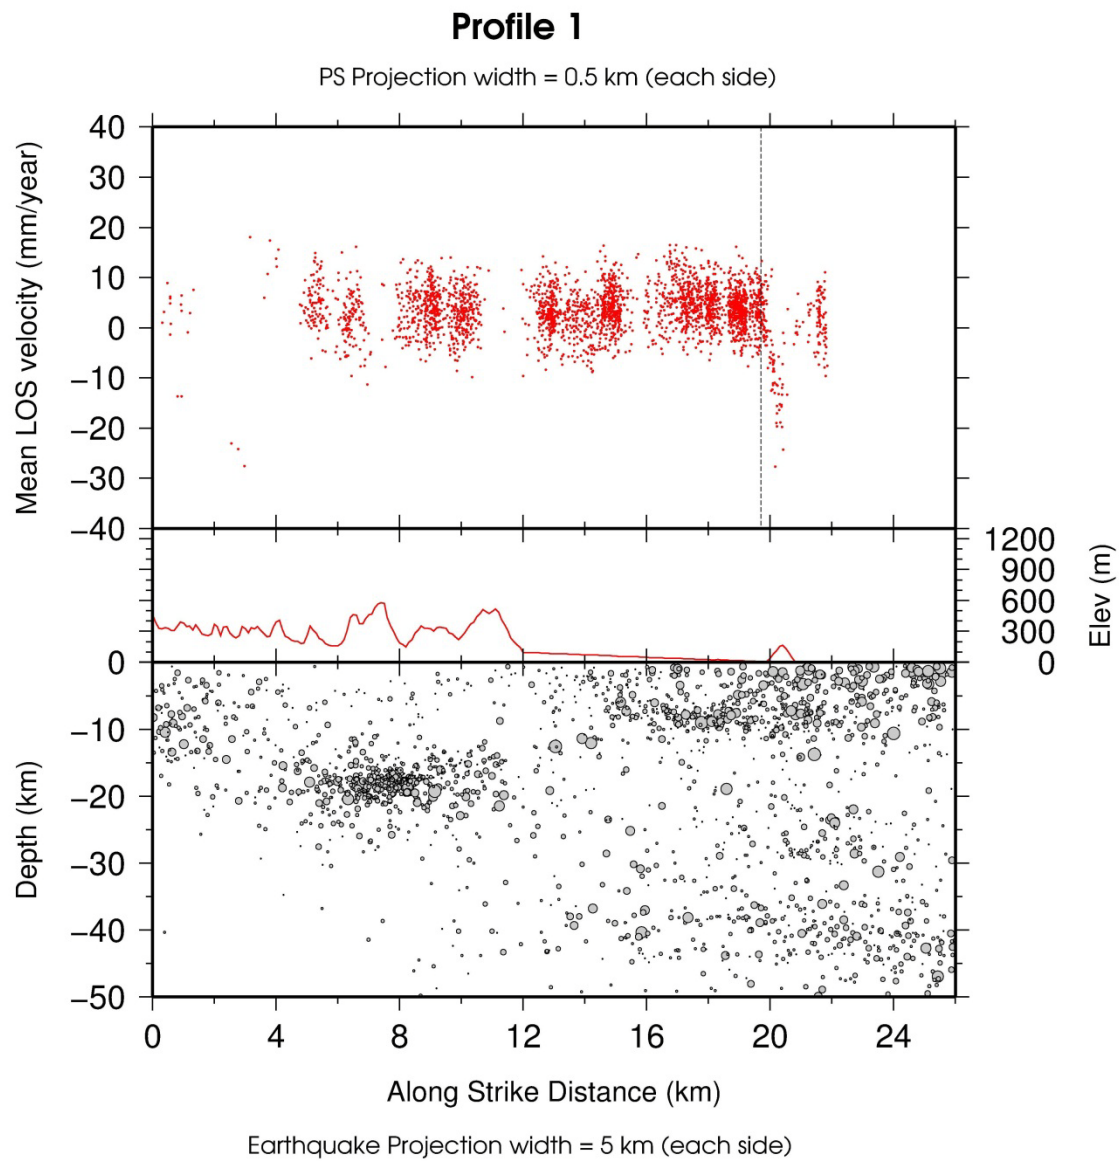 Profile 1
PS Projection width = 0.5 km (each side)
40
30
20
10
0
−10
−20
−30
−40
Mean LOS velocity (mm/year)
1200
900
600
300
0
Elev (m)
0
−10
−20
−30
−40
−50
Depth (km)
0 4 8 12 16 20 24
Along Strike Distance (km)
Earthquake Projection width = 5 km (each side)